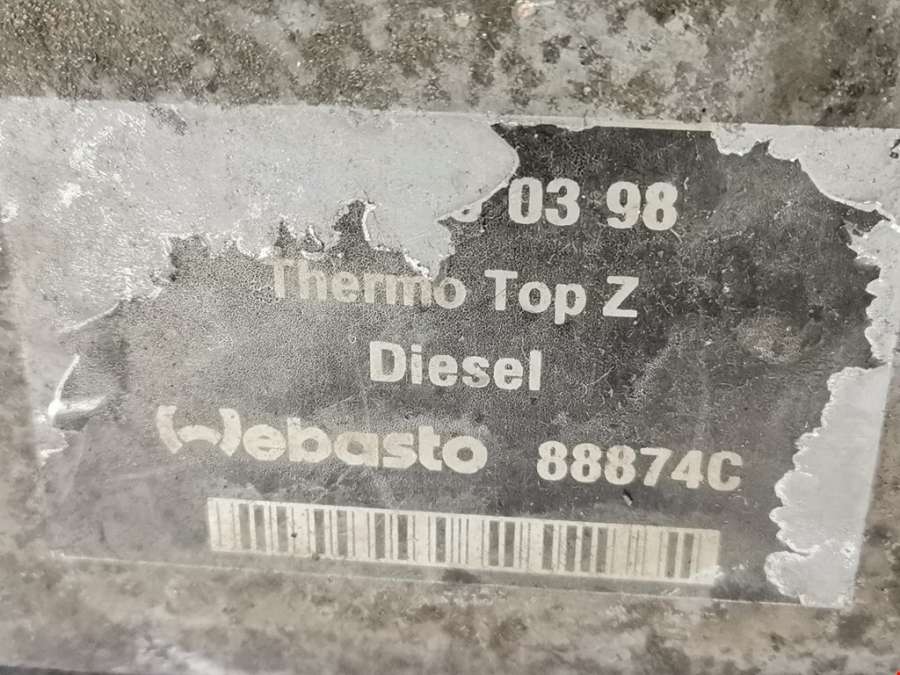 03 98
Thermo Top Z
Diesel
Webasto 88874C